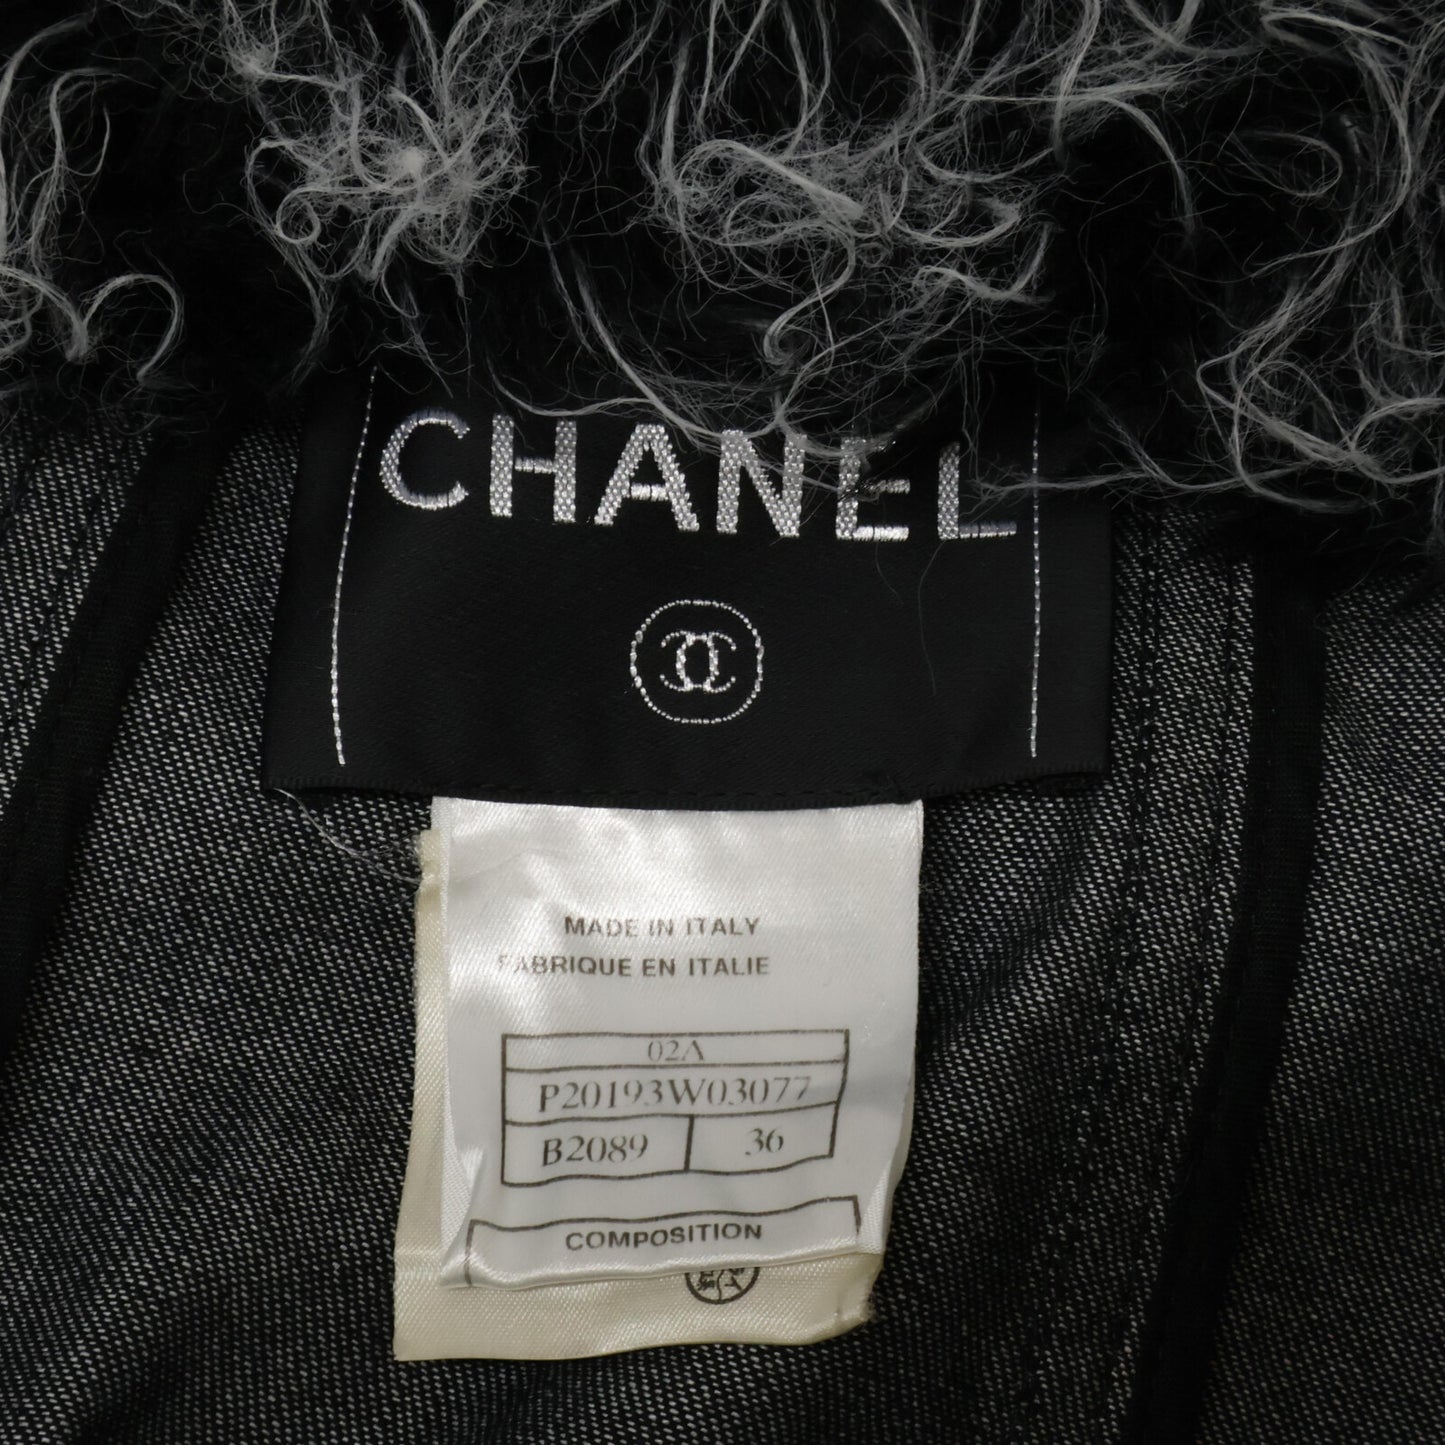 CHANEL
MADE IN ITALY
FABRIQUE EN ITALIE
02A
P20193W03077
B2089 36
COMPOSITION